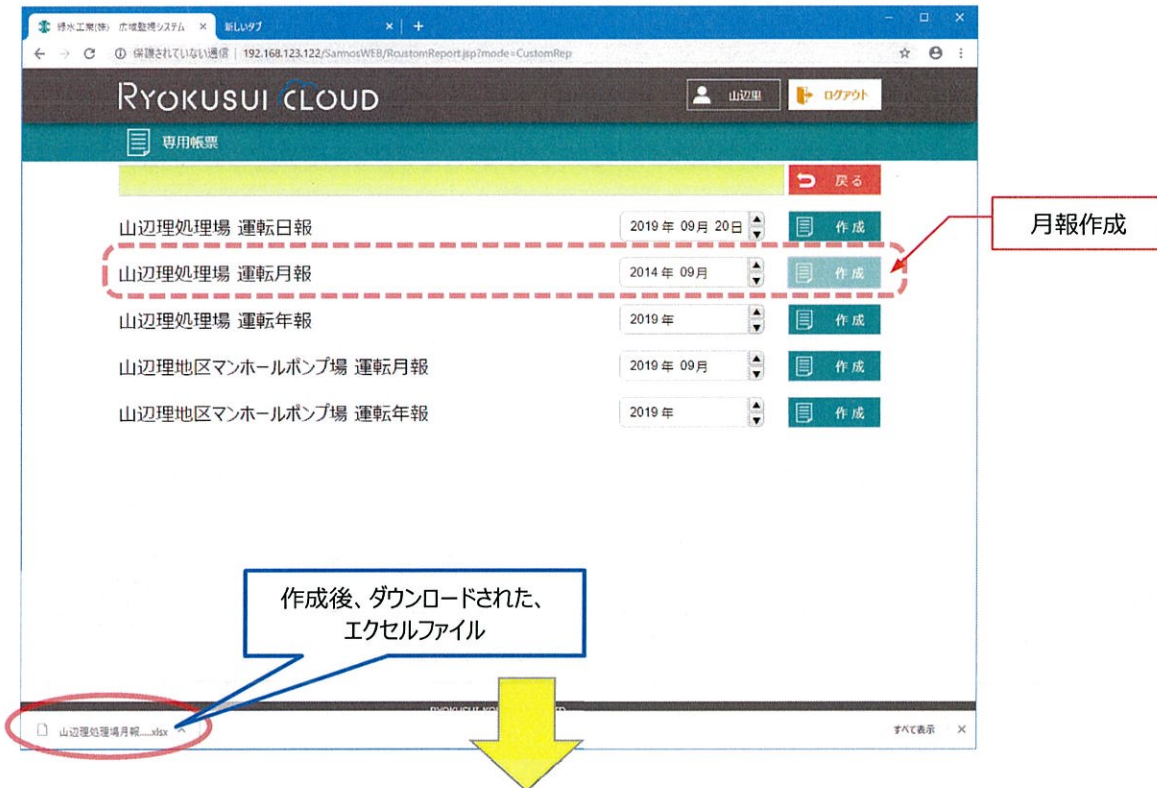 緑水工業(株) 広域監視システム × 新しいタブ × +
保護されていない通信 | 192.168.123.122/SarmosWEB/RcustomReport.jsp?mode=CustomRep
RYOKUSUI CLOUD
山辺里
ログアウト
専用帳票
戻る
山辺理処理場 運転日報 2019 年 09月 20日 作成
月報作成
山辺理処理場 運転月報 2014 年 09月 作成
山辺理処理場 運転年報 2019 年 作成
山辺理地区マンホールポンプ場 運転月報 2019 年 09月 作成
山辺理地区マンホールポンプ場 運転年報 2019 年 作成
作成後、ダウンロードされた、
エクセルファイル
山辺理処理場月報....xlsx
すべて表示 ×